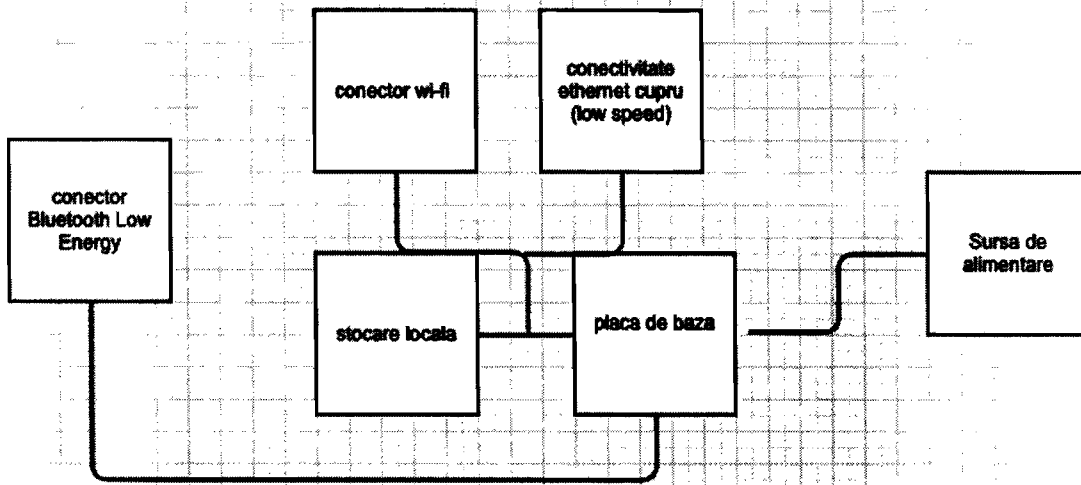 conector wi-fi
conectivitate
ethernet cupru
(low speed)
conector
Bluetooth Low
Energy
Sursa de
alimentare
stocare locala
placa de baza